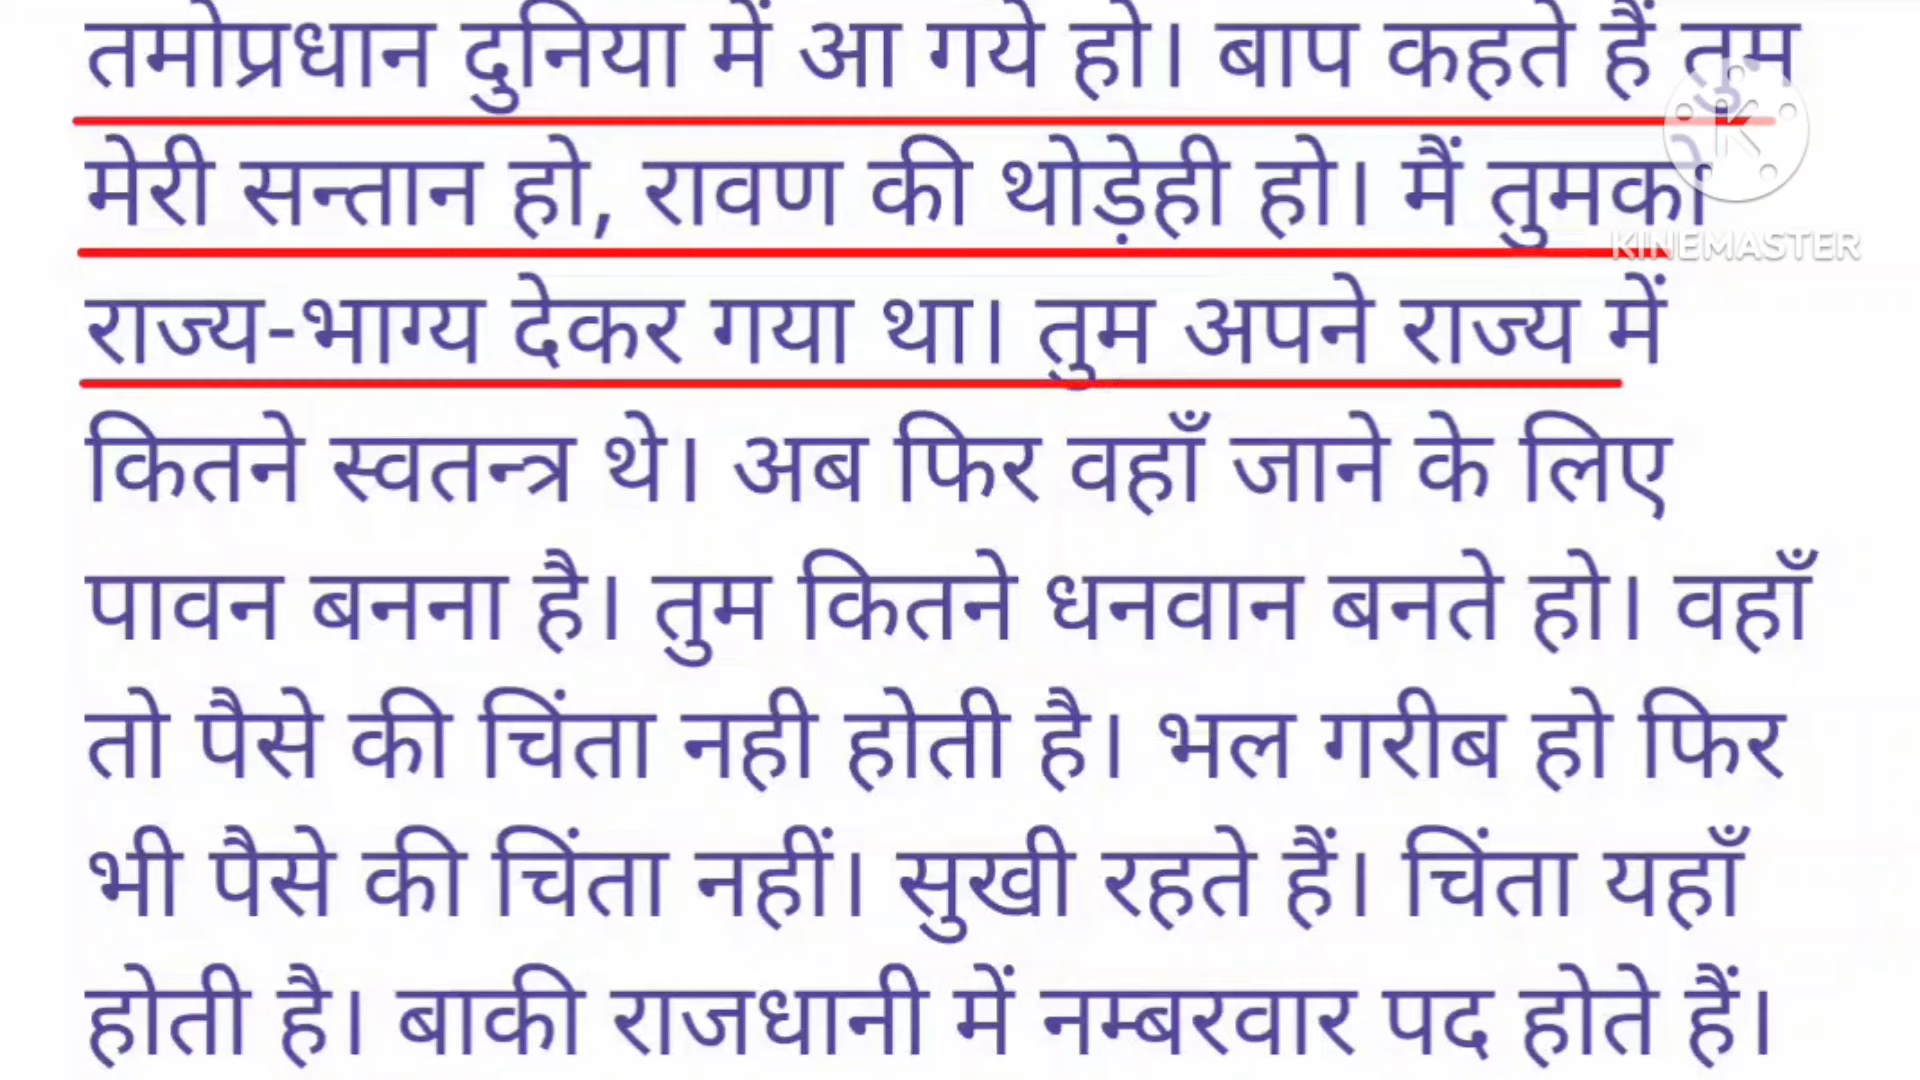 तमोप्रधान दुनिया में आ गये हो। बाप कहते हैं तुम
मेरी सन्तान हो, रावण की थोड़ेही हो। मैं तुमको
राज्य-भाग्य देकर गया था। तुम अपने राज्य में
कितने स्वतन्त्र थे। अब फिर वहाँ जाने के लिए
पावन बनना है। तुम कितने धनवान बनते हो। वहाँ
तो पैसे की चिंता नही होती है। भल गरीब हो फिर
भी पैसे की चिंता नहीं। सुखी रहते हैं। चिंता यहाँ
होती है। बाकी राजधानी में नम्बरवार पद होते हैं।
K
KINEMASTER